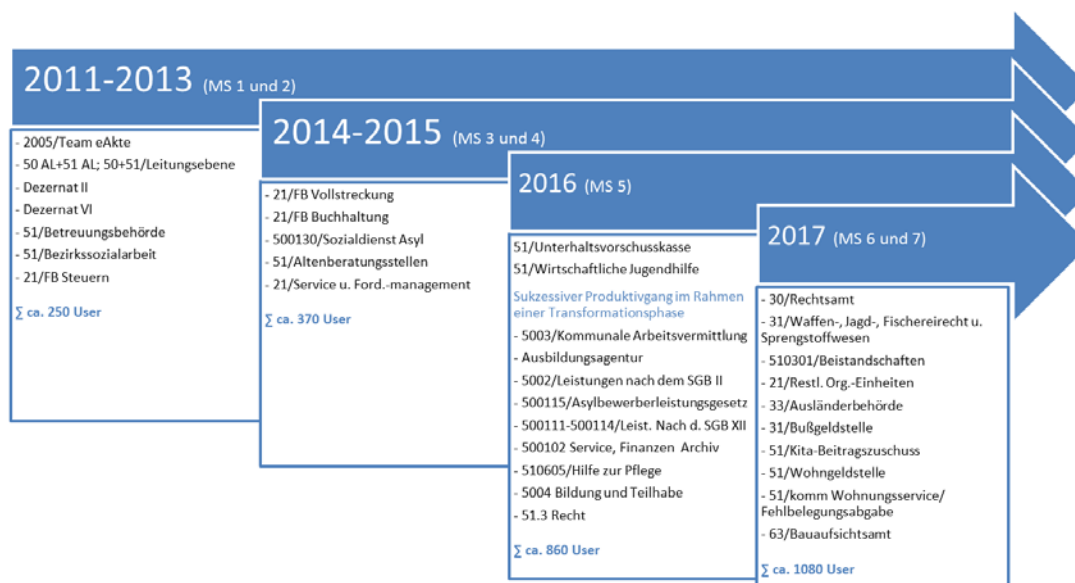 2011-2013 (MS 1 und 2)
- 2005/Team eAkte
- 50 AL+51 AL; 50+51/Leitungsebene
- Dezernat II
- Dezernat VI
- 51/Betreuungsbehörde
- 51/Bezirkssozialarbeit
- 21/FB Steuern
∑ ca. 250 User
2014-2015 (MS 3 und 4)
- 21/FB Vollstreckung
- 21/FB Buchhaltung
- 500130/Sozialdienst Asyl
- 51/Altenberatungsstellen
- 21/Service u. Ford.-management
∑ ca. 370 User
2016 (MS 5)
51/Unterhaltsvorschusskasse
51/Wirtschaftliche Jugendhilfe
Sukzessiver Produktivgang im Rahmen
einer Transformationsphase
- 5003/Kommunale Arbeitsvermittlung
- Ausbildungsagentur
- 5002/Leistungen nach dem SGB II
- 500115/Asylbewerberleistungsgesetz
- 500111-500114/Leist. Nach d. SGB XII
- 500102 Service, Finanzen Archiv
- 510605/Hilfe zur Pflege
- 5004 Bildung und Teilhabe
- 51.3 Recht
∑ ca. 860 User
2017 (MS 6 und 7)
- 30/Rechtsamt
- 31/Waffen-, Jagd-, Fischereirecht u.
Sprengstoffwesen
- 510301/Beistandschaften
- 21/Restl. Org.-Einheiten
- 33/Ausländerbehörde
- 31/Bußgeldstelle
- 51/Kita-Beitragszuschuss
- 51/Wohngeldstelle
- 51/komm Wohnungsservice/
Fehlbelegungsabgabe
- 63/Bauaufsichtsamt
∑ ca. 1080 User